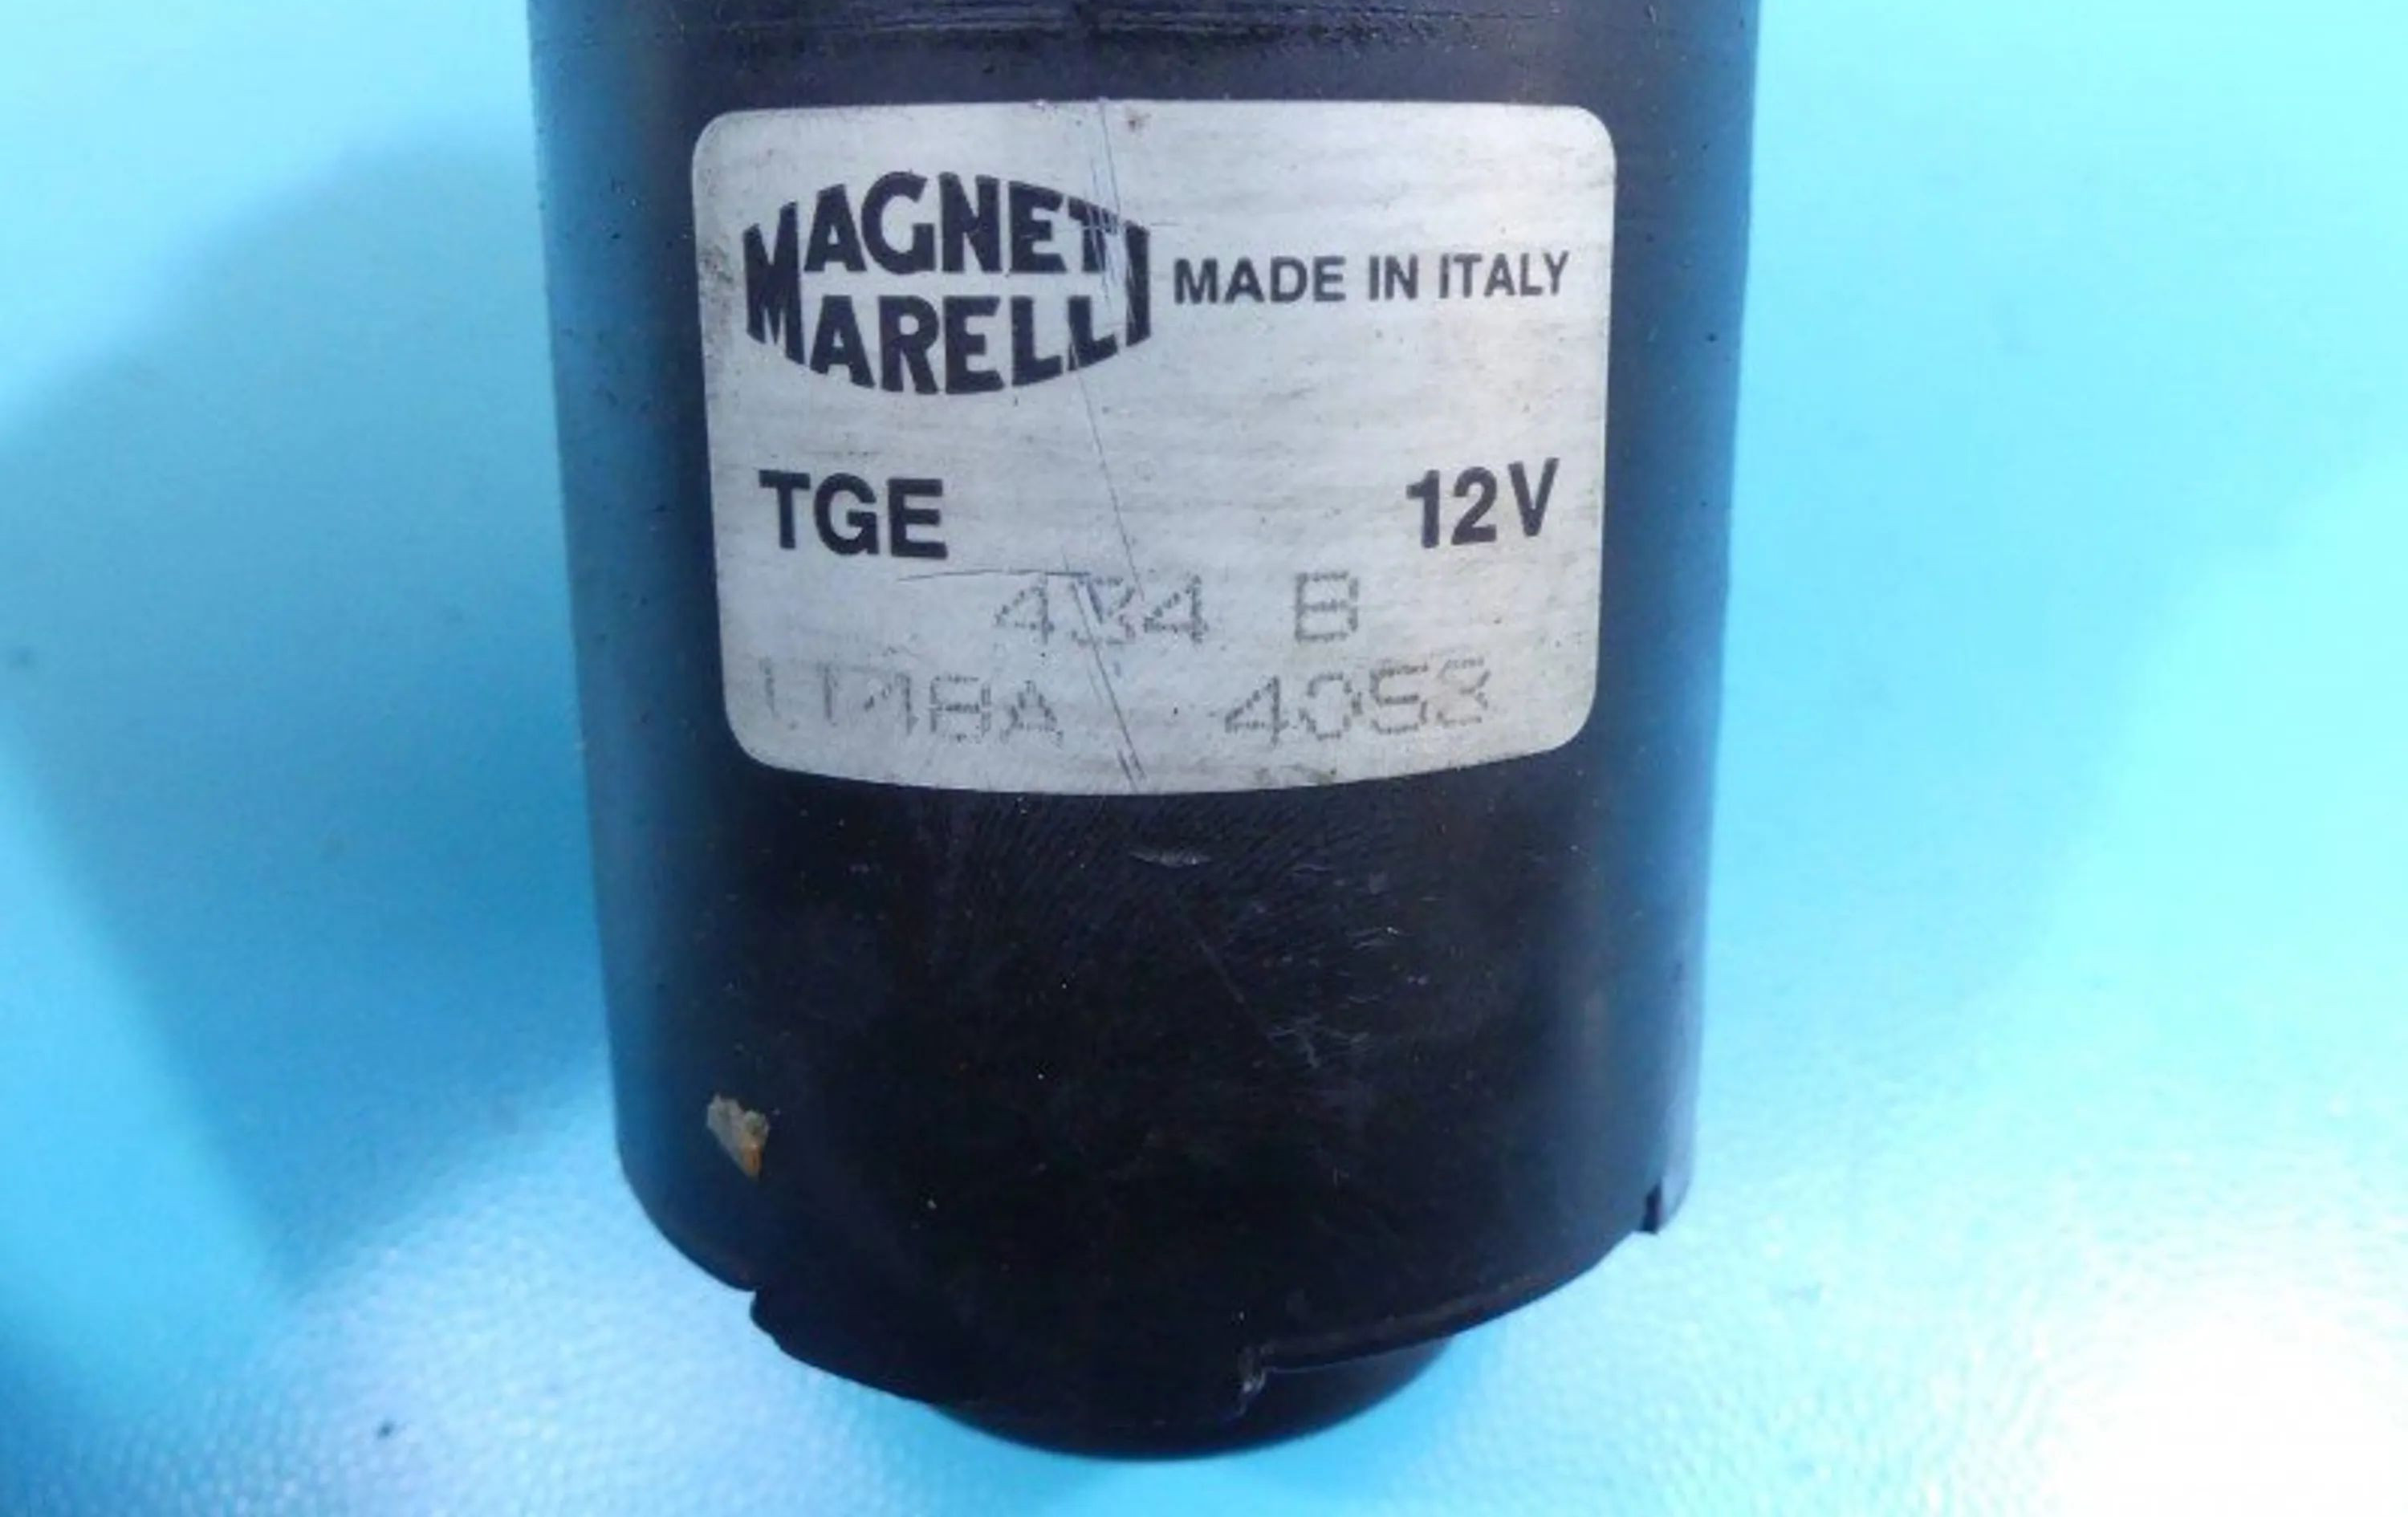 MAGNETI MARELLI MADE IN ITALY
TGE 12V
434 B
4053